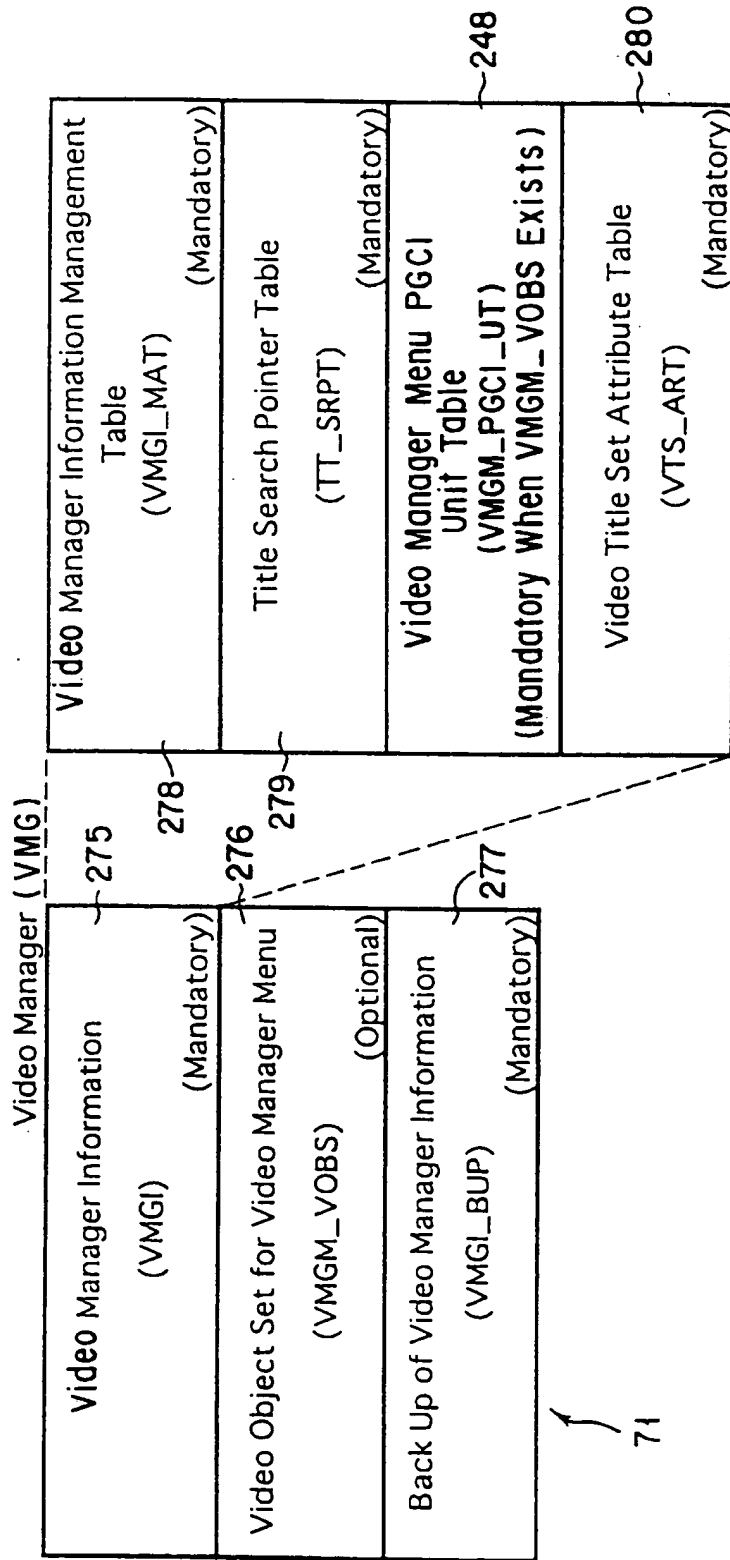 Video Manager (VMG)
Video Manager Information
(VMGI)
(Mandatory)
275
Video Object Set for Video Manager Menu
(VMGM_VOBS)
(Optional)
276
Back Up of Video Manager Information
(VMGI_BUP)
(Mandatory)
277
71
Video Manager Information Management
Table
(VMGI_MAT)
(Mandatory)
278
Title Search Pointer Table
(TT_SRPT)
(Mandatory)
279
Video Manager Menu PGCI
Unit Table
(VMGM_PGCI_UT)
(Mandatory When VMGM_VOBS Exists)
248
Video Title Set Attribute Table
(VTS_ART)
(Mandatory)
280